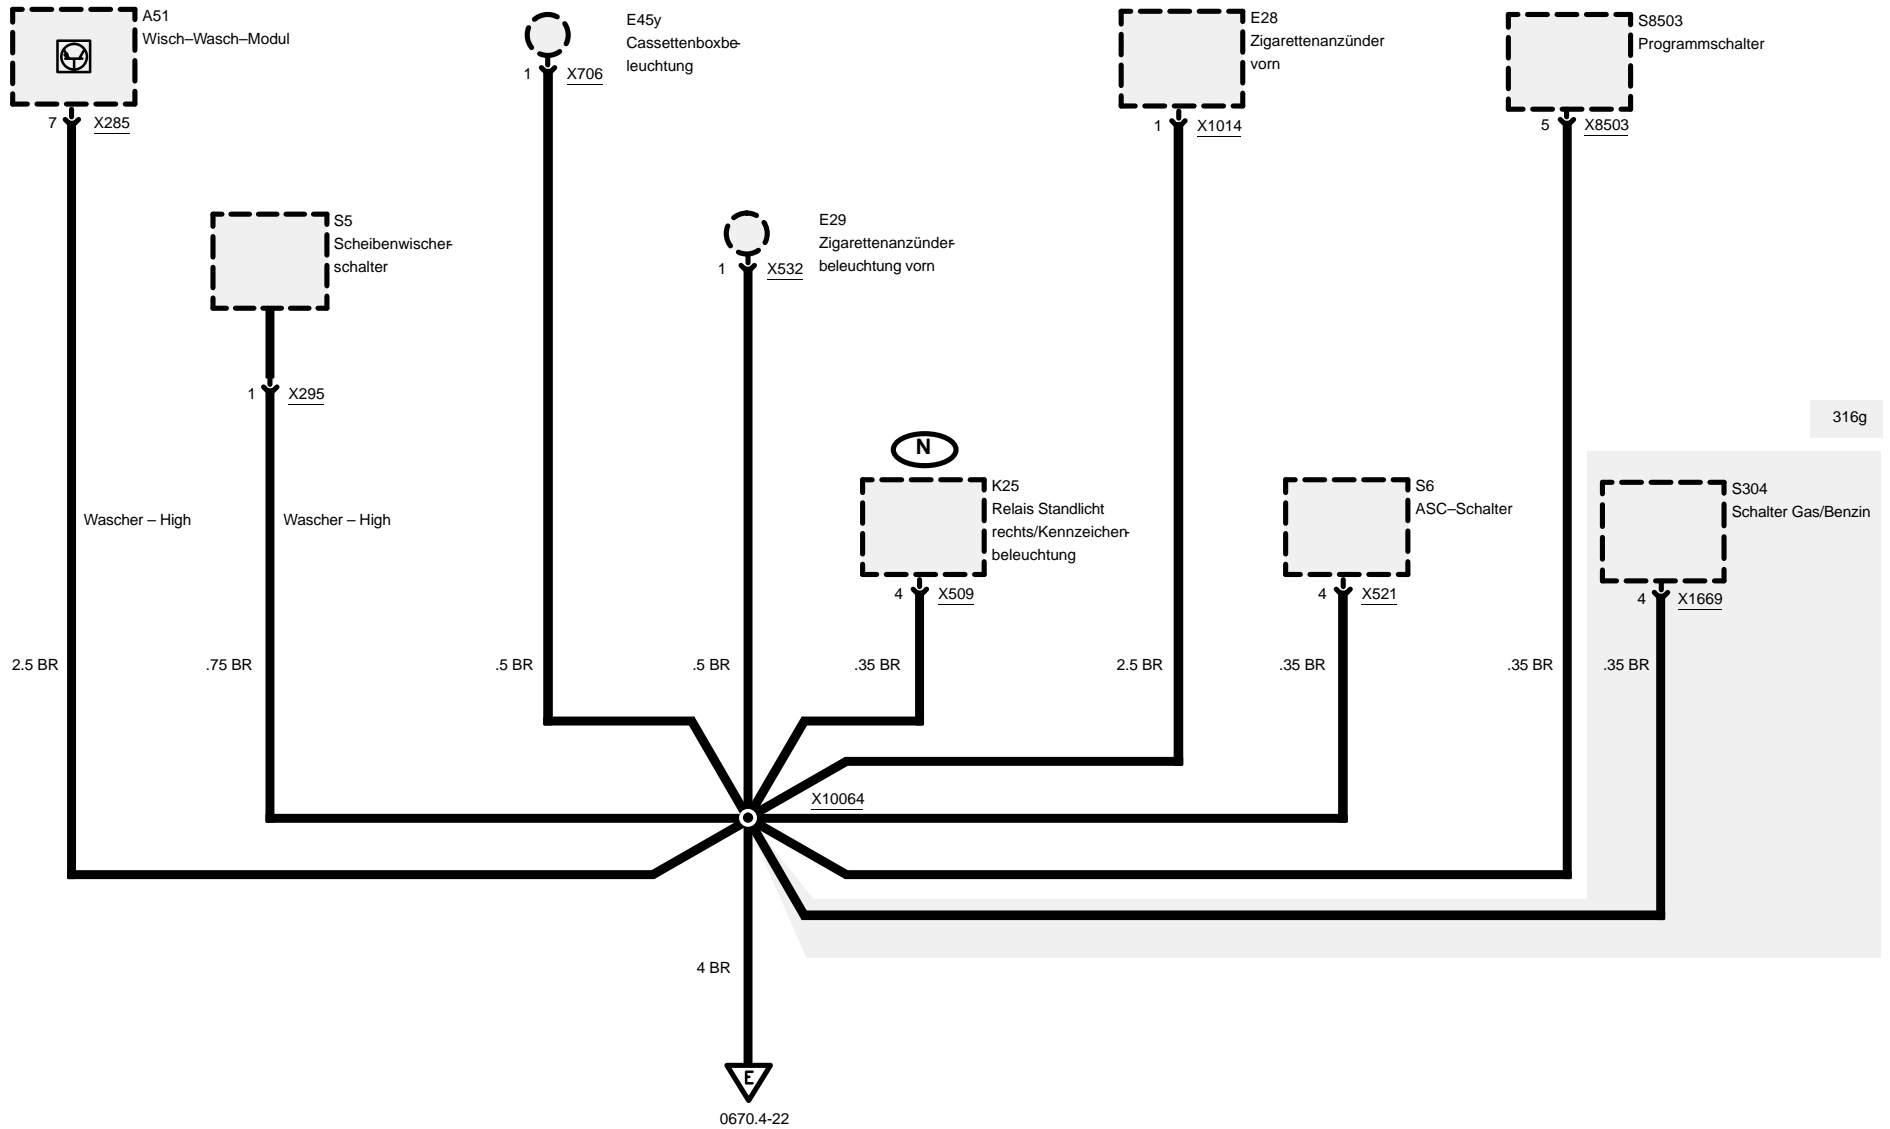 A51
Wisch–Wasch–Modul
7 X285
E45y
Cassettenboxbe-
leuchtung
1 X706
E28
Zigarettenanzünder
vorn
1 X1014
S8503
Programmschalter
5 X8503
S5
Scheibenwischer-
schalter
1 X295
E29
Zigarettenanzünder-
beleuchtung vorn
1 X532
316g
N
K25
Relais Standlicht
rechts/Kennzeichen-
beleuchtung
4 X509
S6
ASC–Schalter
4 X521
S304
Schalter Gas/Benzin
4 X1669
Wascher – High
Wascher – High
2.5 BR
.75 BR
.5 BR
.5 BR
.35 BR
2.5 BR
.35 BR
.35 BR
.35 BR
X10064
4 BR
E
0670.4-22